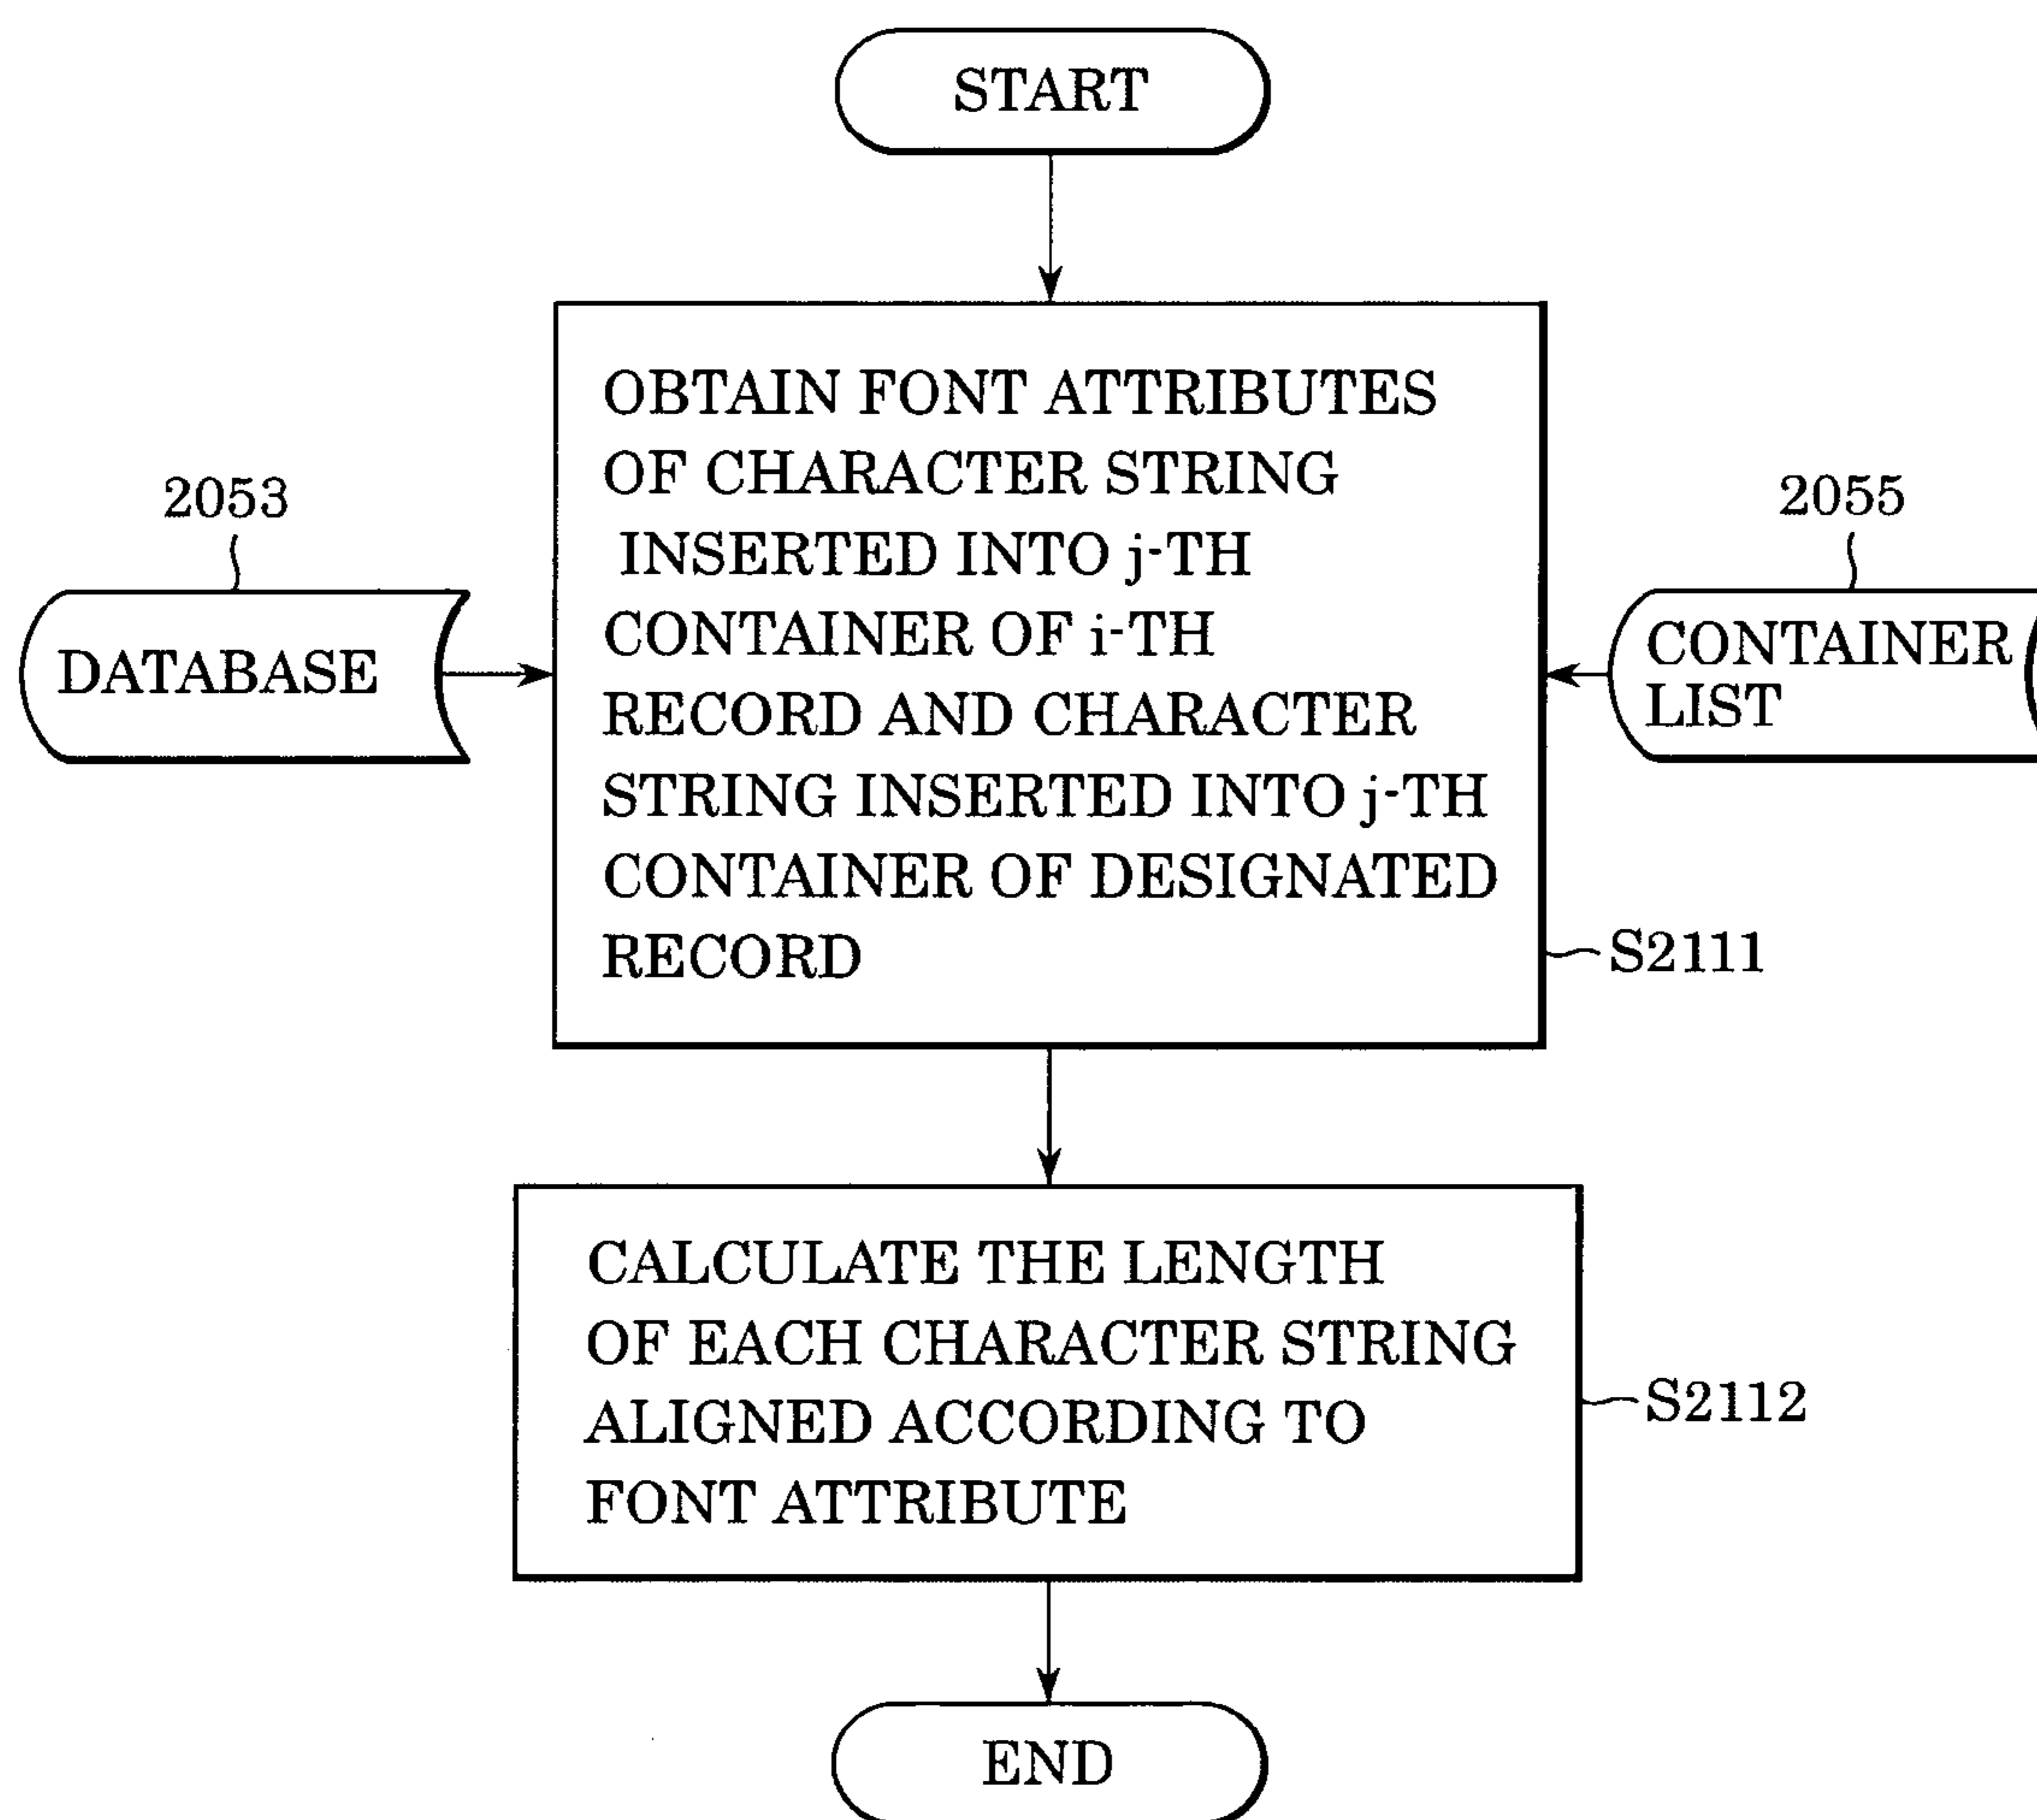 START
OBTAIN FONT ATTRIBUTES
OF CHARACTER STRING
INSERTED INTO j-TH
CONTAINER OF i-TH
RECORD AND CHARACTER
STRING INSERTED INTO j-TH
CONTAINER OF DESIGNATED
RECORD
2053
DATABASE
2055
CONTAINER
LIST
S2111
CALCULATE THE LENGTH
OF EACH CHARACTER STRING
ALIGNED ACCORDING TO
FONT ATTRIBUTE
S2112
END